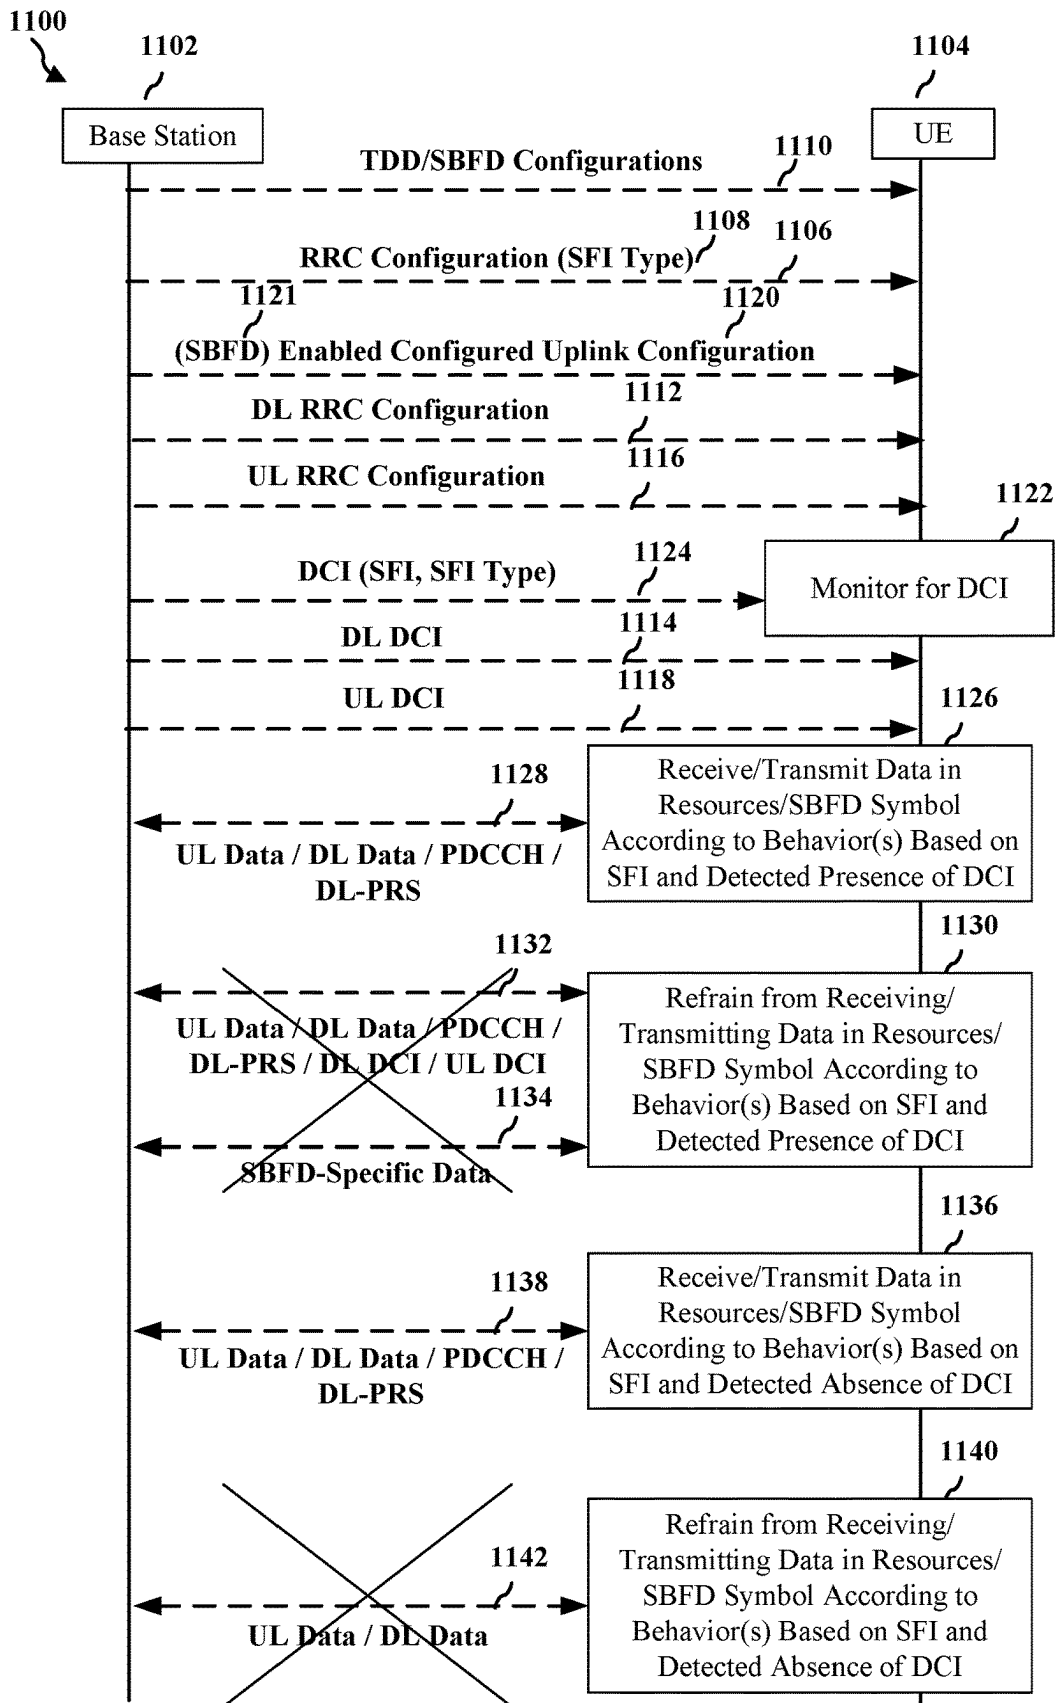 1100
1102
1104
Base Station
UE
TDD/SBFD Configurations
1110
1108
1106
RRC Configuration (SFI Type)
1121
1120
(SBFD) Enabled Configured Uplink Configuration
DL RRC Configuration
1112
UL RRC Configuration
1116
1122
DCI (SFI, SFI Type)
1124
Monitor for DCI
DL DCI
1114
UL DCI
1118
1126
Receive/Transmit Data in
Resources/SBFD Symbol
According to Behavior(s) Based on
SFI and Detected Presence of DCI
1128
UL Data / DL Data / PDCCH /
DL-PRS
1130
Refrain from Receiving/
Transmitting Data in Resources/
SBFD Symbol According to
Behavior(s) Based on SFI and
Detected Presence of DCI
1132
UL Data / DL Data / PDCCH /
DL-PRS / DL DCI / UL DCI
1134
SBFD-Specific Data
1136
Receive/Transmit Data in
Resources/SBFD Symbol
According to Behavior(s) Based on
SFI and Detected Absence of DCI
1138
UL Data / DL Data / PDCCH /
DL-PRS
1140
Refrain from Receiving/
Transmitting Data in Resources/
SBFD Symbol According to
Behavior(s) Based on SFI and
Detected Absence of DCI
1142
UL Data / DL Data